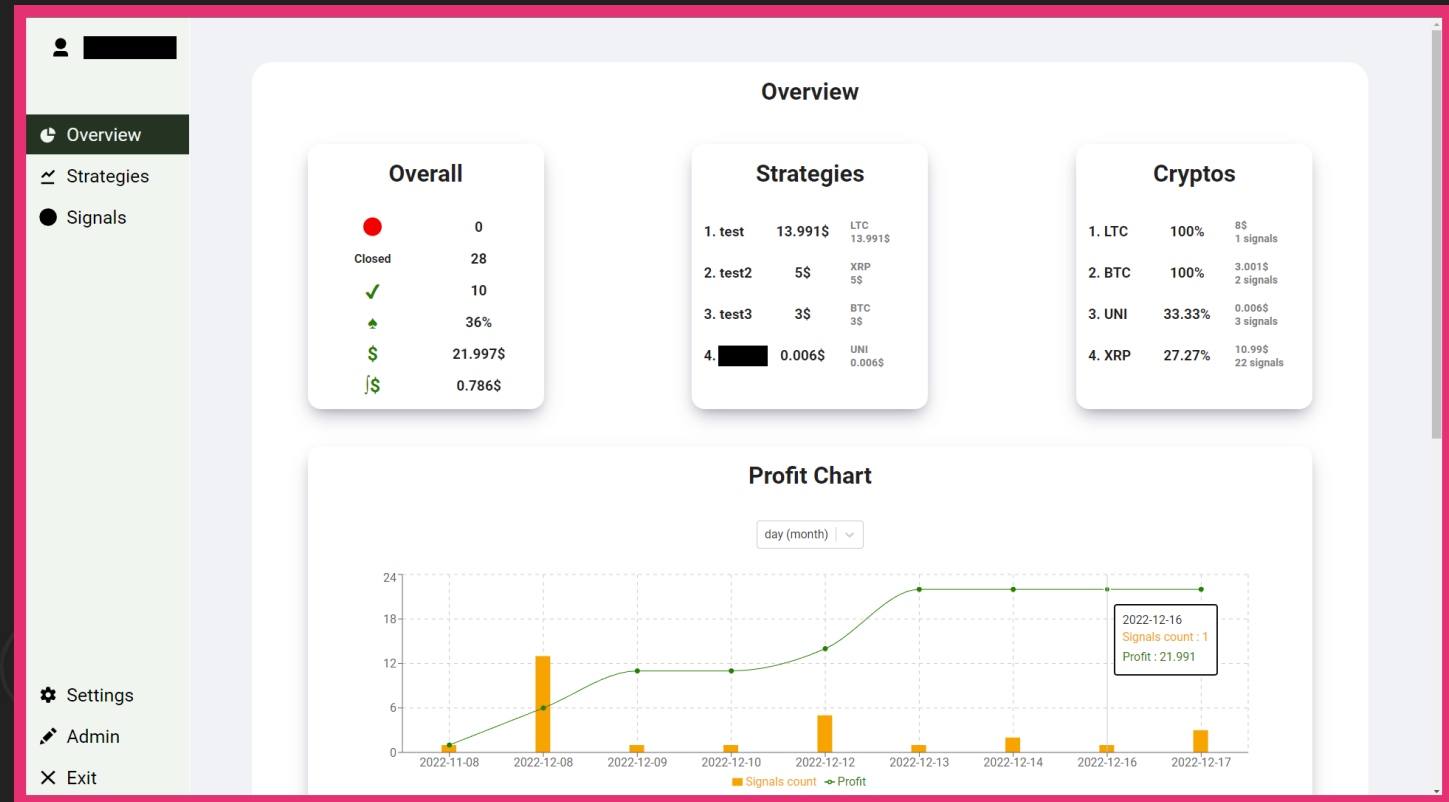 Overview
Strategies
Signals
Settings
Admin
Exit
Overview
Overall
0
Closed 28
✓ 10
♠ 36%
$ 21.997$
∫$ 0.786$
Strategies
1. test 13.991$ LTC 13.991$
2. test2 5$ XRP 5$
3. test3 3$ BTC 3$
4. 0.006$ UNI 0.006$
Cryptos
1. LTC 100% 8$ 1 signals
2. BTC 100% 3.001$ 2 signals
3. UNI 33.33% 0.006$ 3 signals
4. XRP 27.27% 10.99$ 22 signals
Profit Chart
day (month)
24
18
12
6
0
2022-12-16
Signals count : 1
Profit : 21.991
2022-11-08 2022-12-08 2022-12-09 2022-12-10 2022-12-12 2022-12-13 2022-12-14 2022-12-16 2022-12-17
Signals count Profit